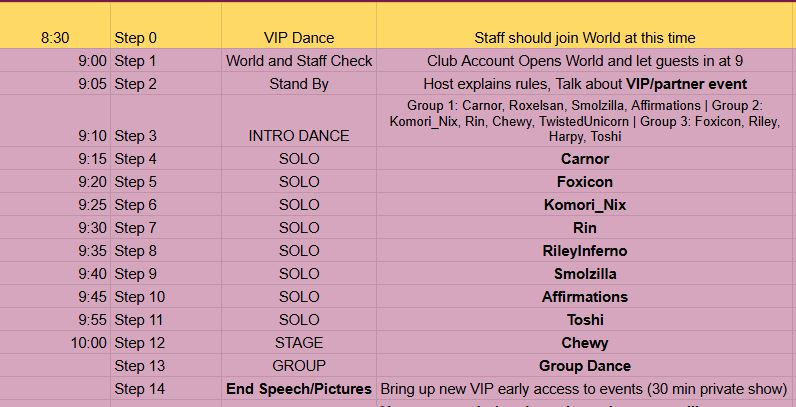 8:30 Step 0 VIP Dance Staff should join World at this time
9:00 Step 1 World and Staff Check Club Account Opens World and let guests in at 9
9:05 Step 2 Stand By Host explains rules, Talk about VIP/partner event
Group 1: Carnor, Roxelsan, Smolzilla, Affirmations | Group 2:
Komori_Nix, Rin, Chewy, TwistedUnicorn | Group 3: Foxicon, Riley,
9:10 Step 3 INTRO DANCE Harpy, Toshi
9:15 Step 4 SOLO Carnor
9:20 Step 5 SOLO Foxicon
9:25 Step 6 SOLO Komori_Nix
9:30 Step 7 SOLO Rin
9:35 Step 8 SOLO RileyInferno
9:40 Step 9 SOLO Smolzilla
9:45 Step 10 SOLO Affirmations
9:55 Step 11 SOLO Toshi
10:00 Step 12 STAGE Chewy
Step 13 GROUP Group Dance
Step 14 End Speech/Pictures Bring up new VIP early access to events (30 min private show)